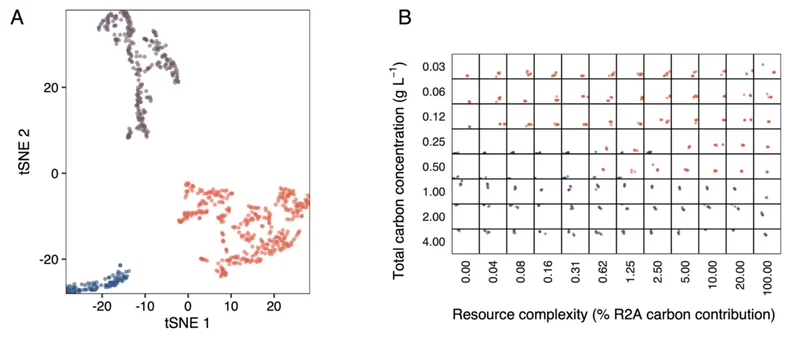 A
20
0
-20
tSNE 2
-20 -10 0 10 20
tSNE 1
B
Total carbon concentration (g L⁻¹)
0.03
0.06
0.12
0.25
0.50
1.00
2.00
4.00
0.00 0.04 0.08 0.16 0.31 0.62 1.25 2.50 5.00 10.00 20.00 100.00
Resource complexity (% R2A carbon contribution)